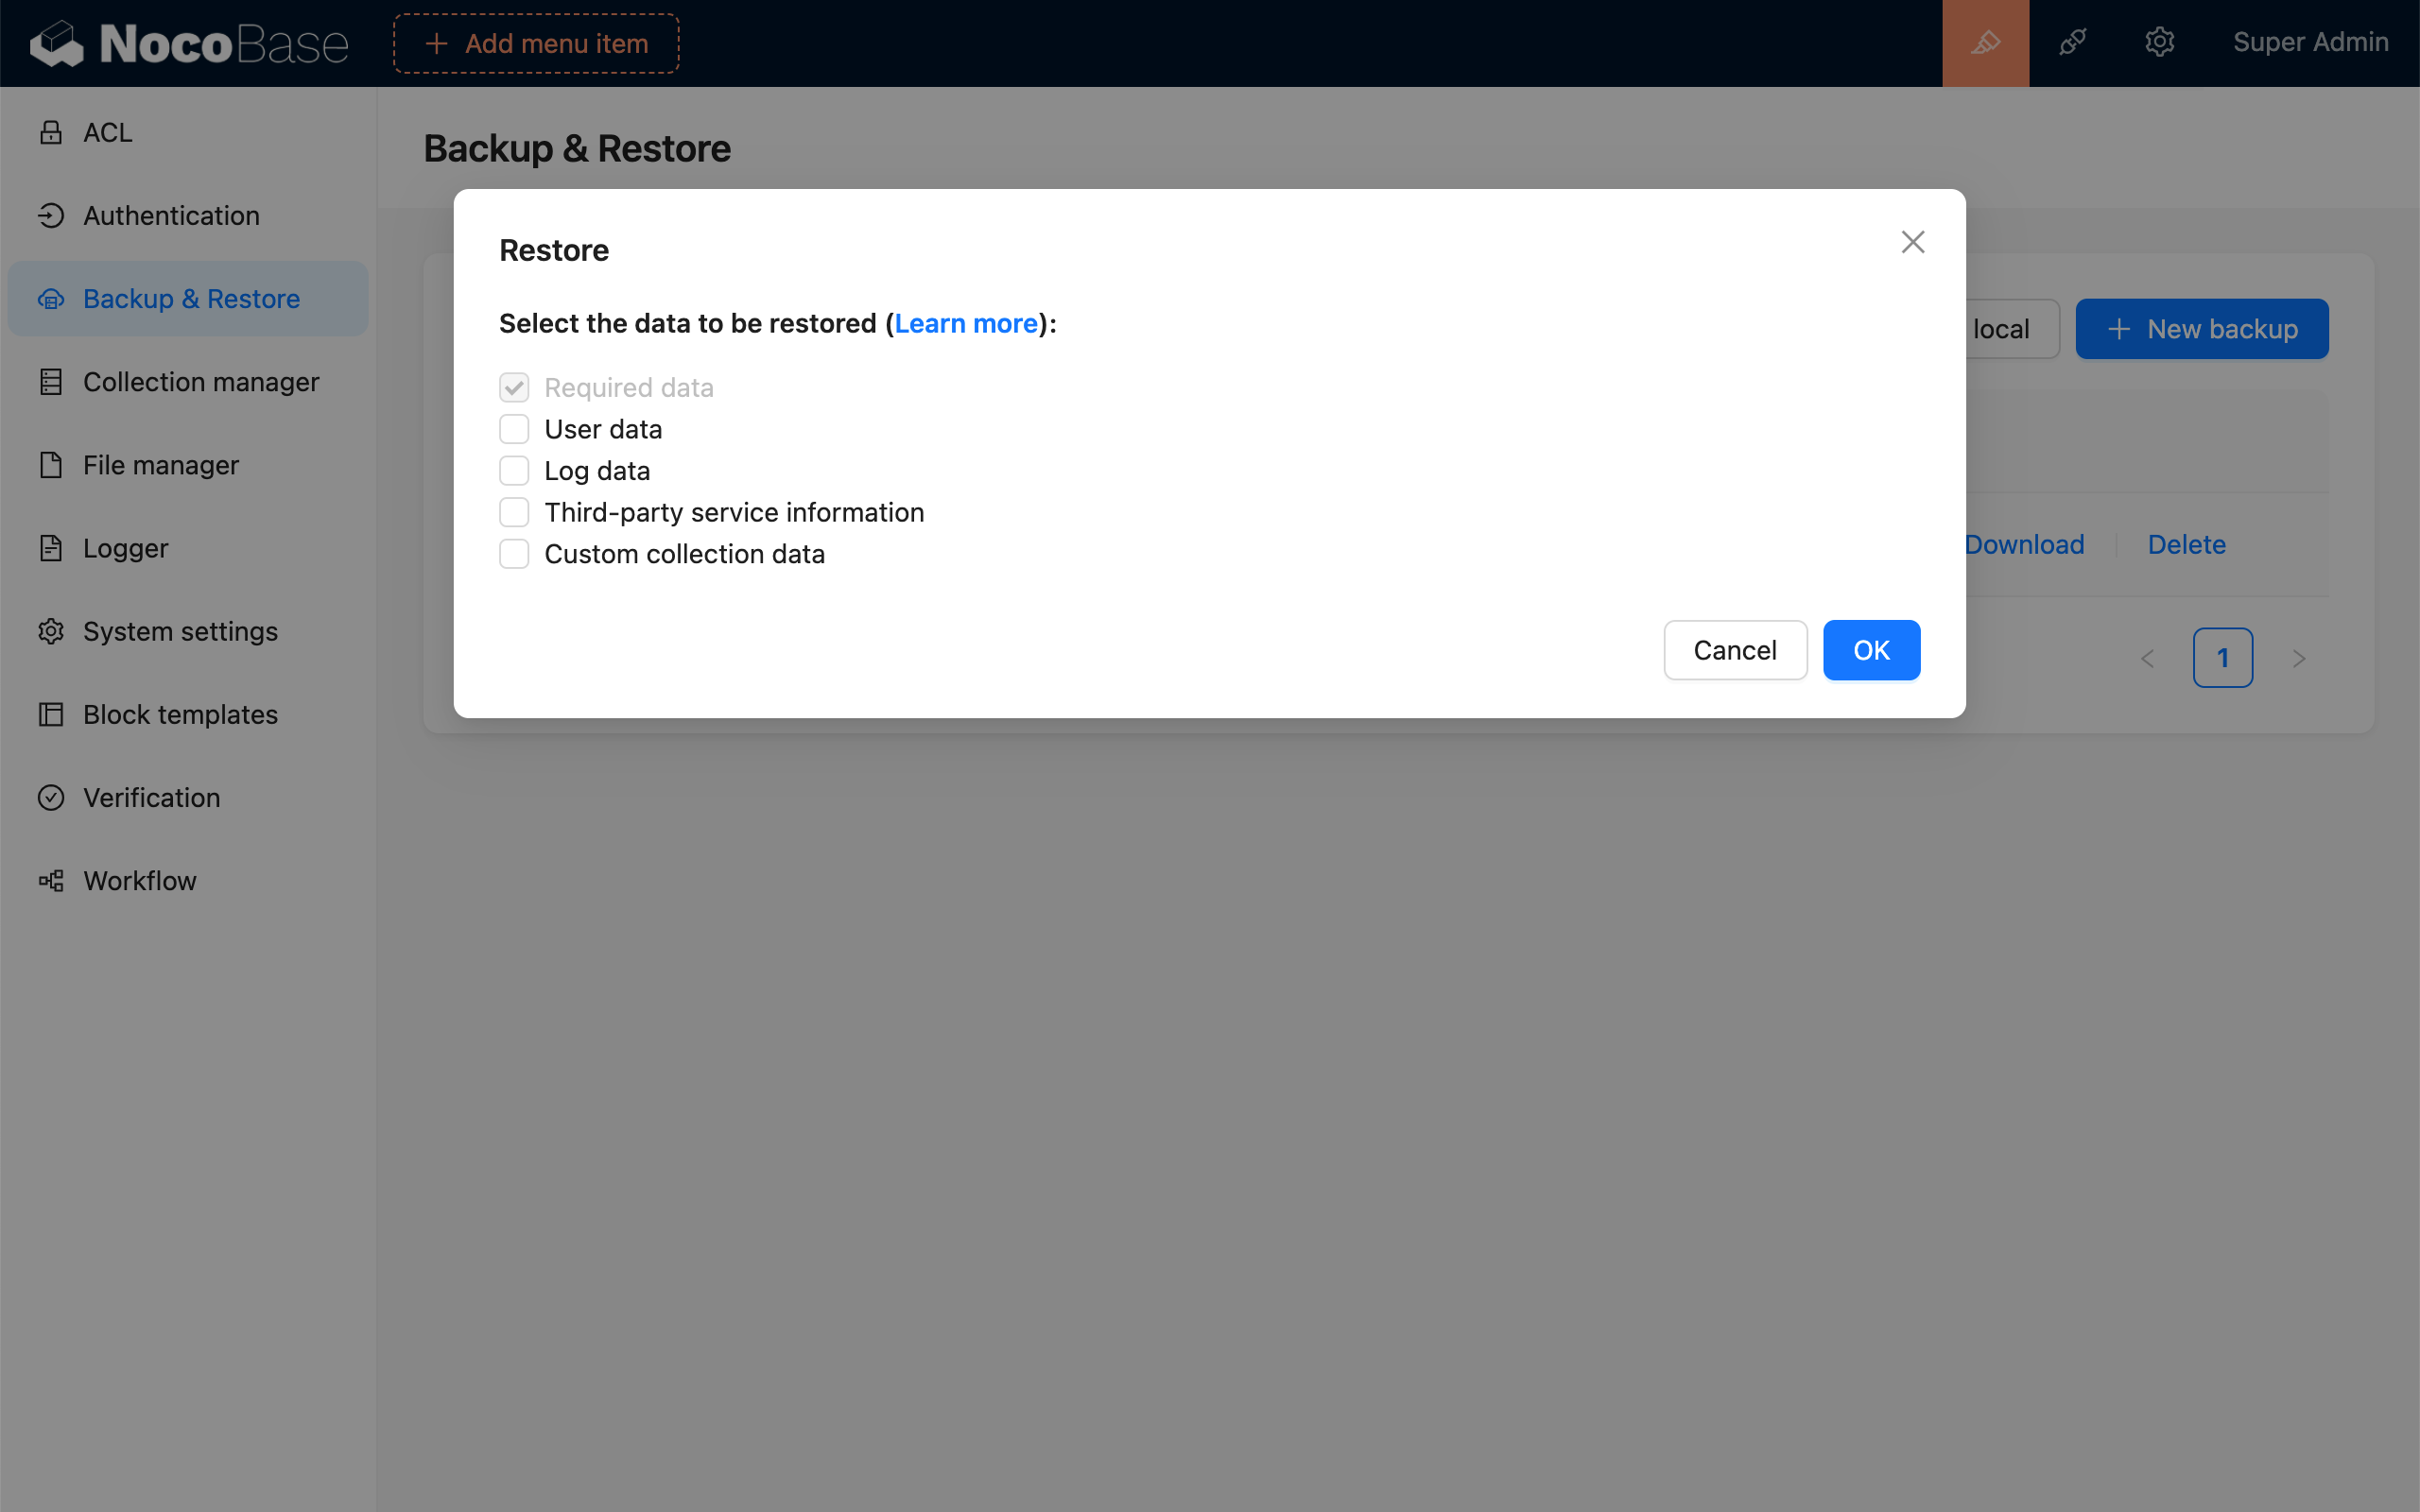 NocoBase
Add menu item
Super Admin
ACL
Authentication
Backup & Restore
Collection manager
File manager
Logger
System settings
Block templates
Verification
Workflow
Backup & Restore
local
New backup
Download
Delete
1
Restore
Select the data to be restored (Learn more):
Required data
User data
Log data
Third-party service information
Custom collection data
Cancel
OK